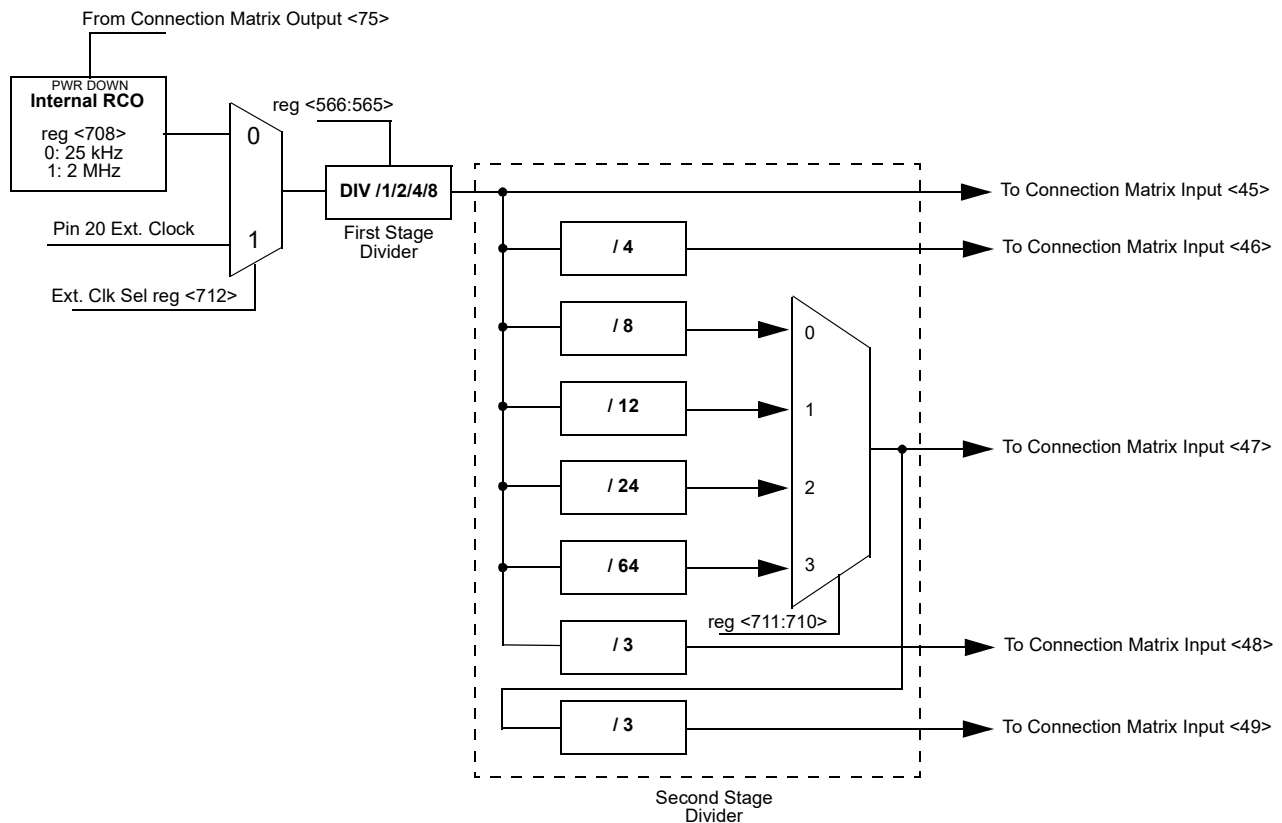 From Connection Matrix Output <75>
PWR DOWN
Internal RCO
reg <708>
0: 25 kHz
1: 2 MHz
0
1
Pin 20 Ext. Clock
Ext. Clk Sel reg <712>
reg <566:565>
DIV /1/2/4/8
First Stage
Divider
To Connection Matrix Input <45>
/ 4
To Connection Matrix Input <46>
/ 8
0
/ 12
1
To Connection Matrix Input <47>
/ 24
2
/ 64
3
reg <711:710>
/ 3
To Connection Matrix Input <48>
/ 3
To Connection Matrix Input <49>
Second Stage
Divider